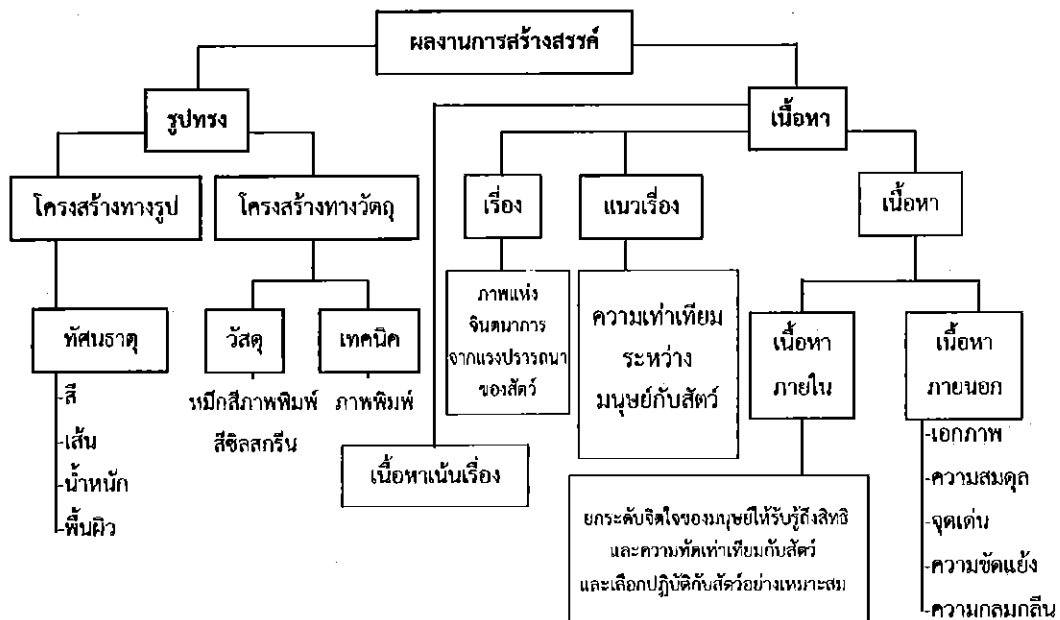 ผลงานการสร้างสรรค์
รูปทรง
เนื้อหา
โครงสร้างทางรูป
โครงสร้างทางวัตถุ
เรื่อง
แนวเรื่อง
เนื้อหา
ทัศนธาตุ
-สี
-เส้น
-น้ำหนัก
-พื้นผิว
วัสดุ
หมึกสีภาพพิมพ์
สีซิลสกรีน
เทคนิค
ภาพพิมพ์
ภาพแห่ง
จินตนาการ
จากแรงปรารถนา
ของสัตว์
ความเท่าเทียม
ระหว่าง
มนุษย์กับสัตว์
เนื้อหา
ภายใน
เนื้อหา
ภายนอก
-เอกภาพ
-ความสมดุล
-จุดเด่น
-ความขัดแย้ง
-ความกลมกลืน
เนื้อหาเน้นเรื่อง
ยกระดับจิตใจของมนุษย์ให้รับรู้ถึงสิทธิ
และความทัดเท่าเทียมกับสัตว์
และเลือกปฏิบัติกับสัตว์อย่างเหมาะสม